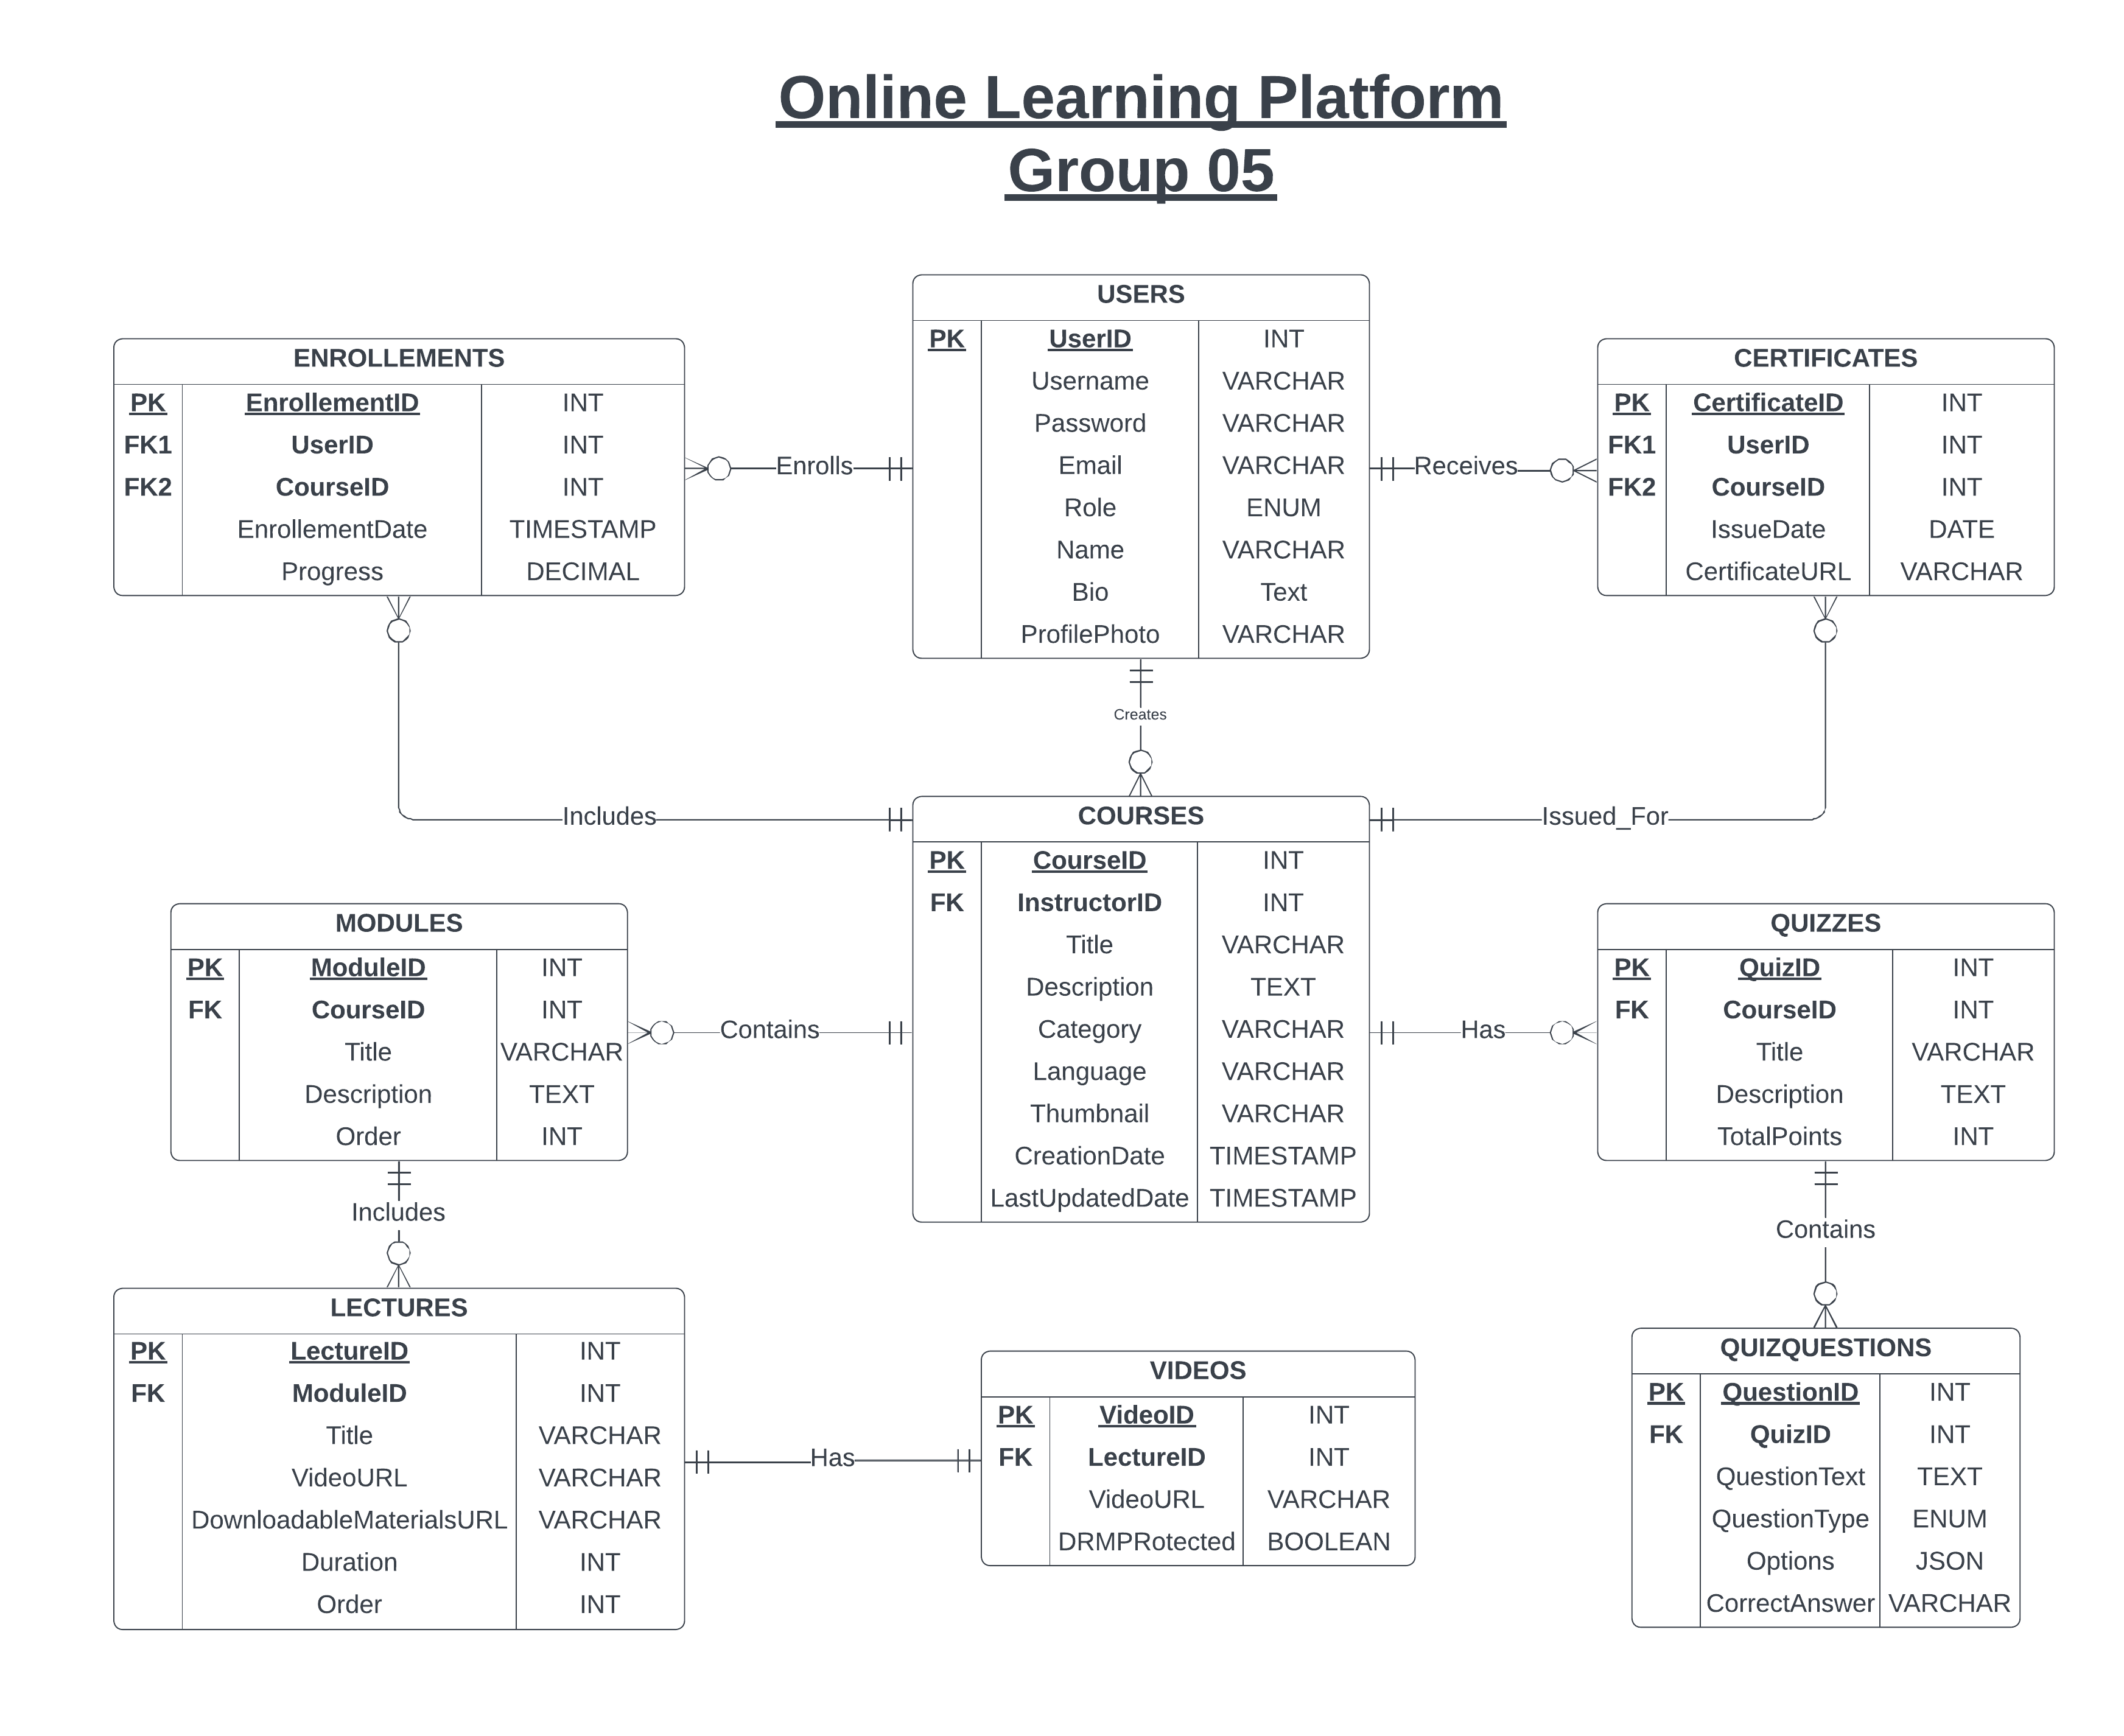 Online Learning Platform
Group 05
USERS
PK UserID INT
Username VARCHAR
Password VARCHAR
Email VARCHAR
Role ENUM
Name VARCHAR
Bio Text
ProfilePhoto VARCHAR
ENROLLEMENTS
PK EnrollementID INT
FK1 UserID INT
FK2 CourseID INT
EnrollementDate TIMESTAMP
Progress DECIMAL
Enrolls
Receives
CERTIFICATES
PK CertificateID INT
FK1 UserID INT
FK2 CourseID INT
IssueDate DATE
CertificateURL VARCHAR
Creates
Includes
Issued_For
COURSES
PK CourseID INT
FK InstructorID INT
Title VARCHAR
Description TEXT
Category VARCHAR
Language VARCHAR
Thumbnail VARCHAR
CreationDate TIMESTAMP
LastUpdatedDate TIMESTAMP
MODULES
PK ModuleID INT
FK CourseID INT
Title VARCHAR
Description TEXT
Order INT
Contains
Has
QUIZZES
PK QuizID INT
FK CourseID INT
Title VARCHAR
Description TEXT
TotalPoints INT
Includes
Contains
LECTURES
PK LectureID INT
FK ModuleID INT
Title VARCHAR
VideoURL VARCHAR
DownloadableMaterialsURL VARCHAR
Duration INT
Order INT
Has
VIDEOS
PK VideoID INT
FK LectureID INT
VideoURL VARCHAR
DRMPRotected BOOLEAN
QUIZQUESTIONS
PK QuestionID INT
FK QuizID INT
QuestionText TEXT
QuestionType ENUM
Options JSON
CorrectAnswer VARCHAR